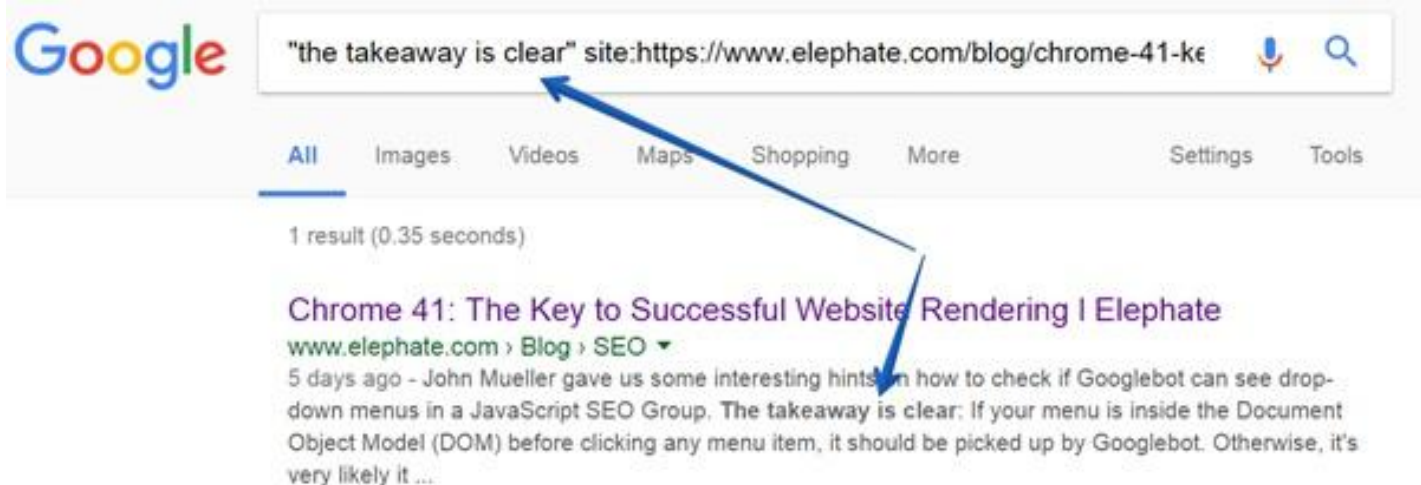 Google
"the takeaway is clear" site:https://www.elephate.com/blog/chrome-41-ke
All Images Videos Maps Shopping More Settings Tools
1 result (0.35 seconds)
Chrome 41: The Key to Successful Website Rendering | Elephate
www.elephate.com › Blog › SEO
5 days ago - John Mueller gave us some interesting hints on how to check if Googlebot can see drop-
down menus in a JavaScript SEO Group. The takeaway is clear: If your menu is inside the Document
Object Model (DOM) before clicking any menu item, it should be picked up by Googlebot. Otherwise, it's
very likely it ...